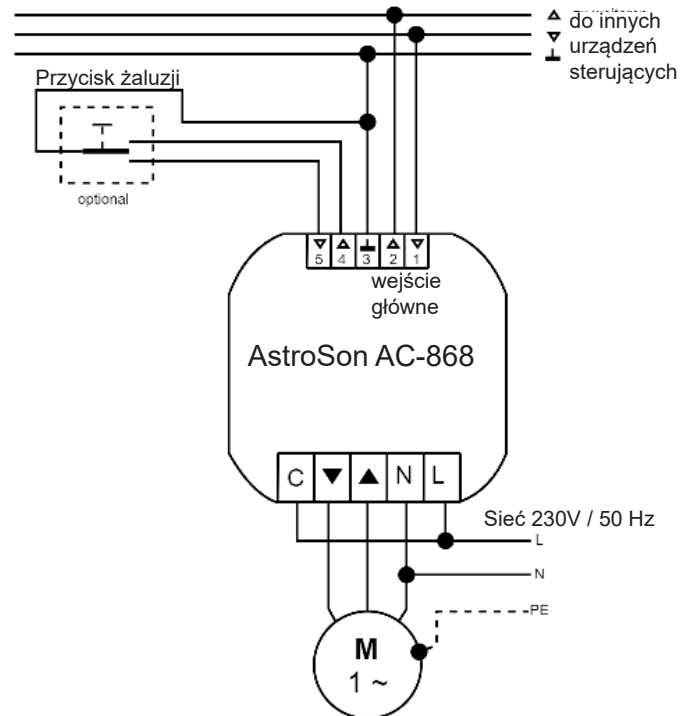 do innych
urządzeń
sterujących
Przycisk żaluzji
optional
5 4 3 2 1
wejście
główne
AstroSon AC-868
C N L
Sieć 230V / 50 Hz
L
N
PE
M
1 ~